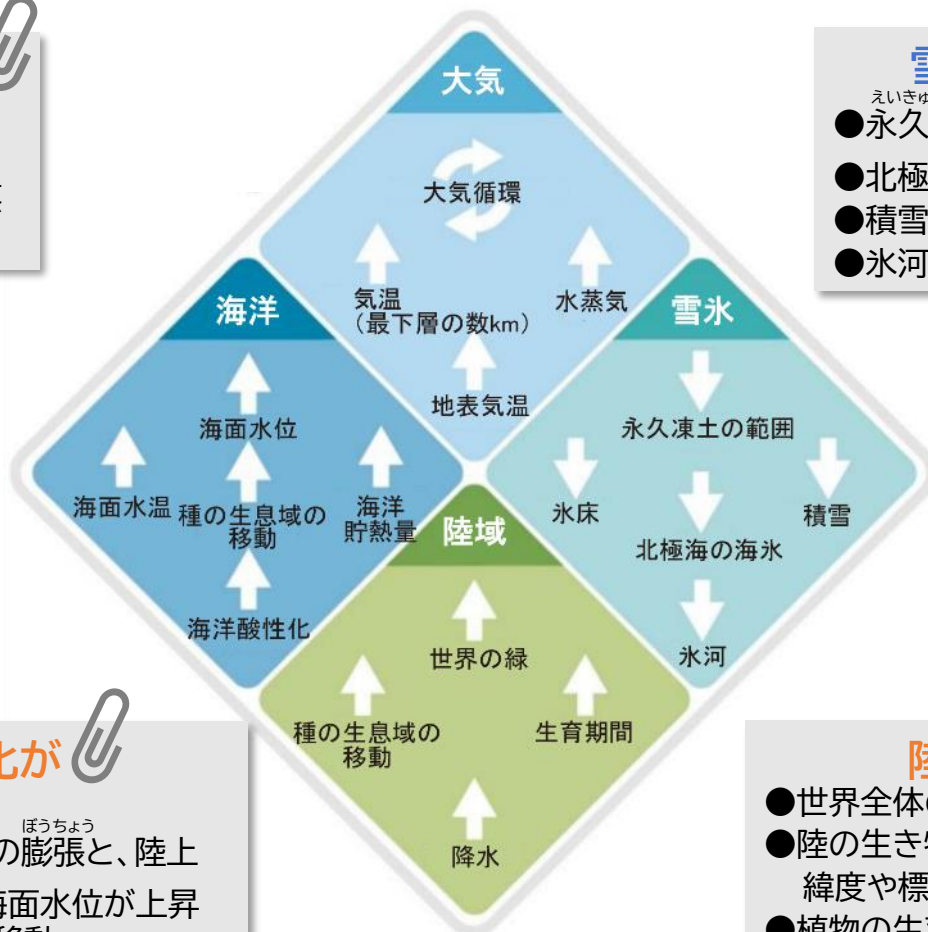 大気
大気循環
気温
（最下層の数km）
水蒸気
地表気温
海洋
海面水位
海面水温
種の生息域の
移動
海洋
貯熱量
海洋酸性化
雪氷
永久凍土の範囲
氷床
積雪
北極海の海氷
氷河
陸域
世界の緑
種の生息域の
移動
生育期間
降水
えいきゅ
●永久
●北極
●積雪
●氷河
化が
ぼうちょう
の膨張と、陸上
海面水位が上昇
陸
●世界全体
●陸の生き
緯度や標
●植物の生